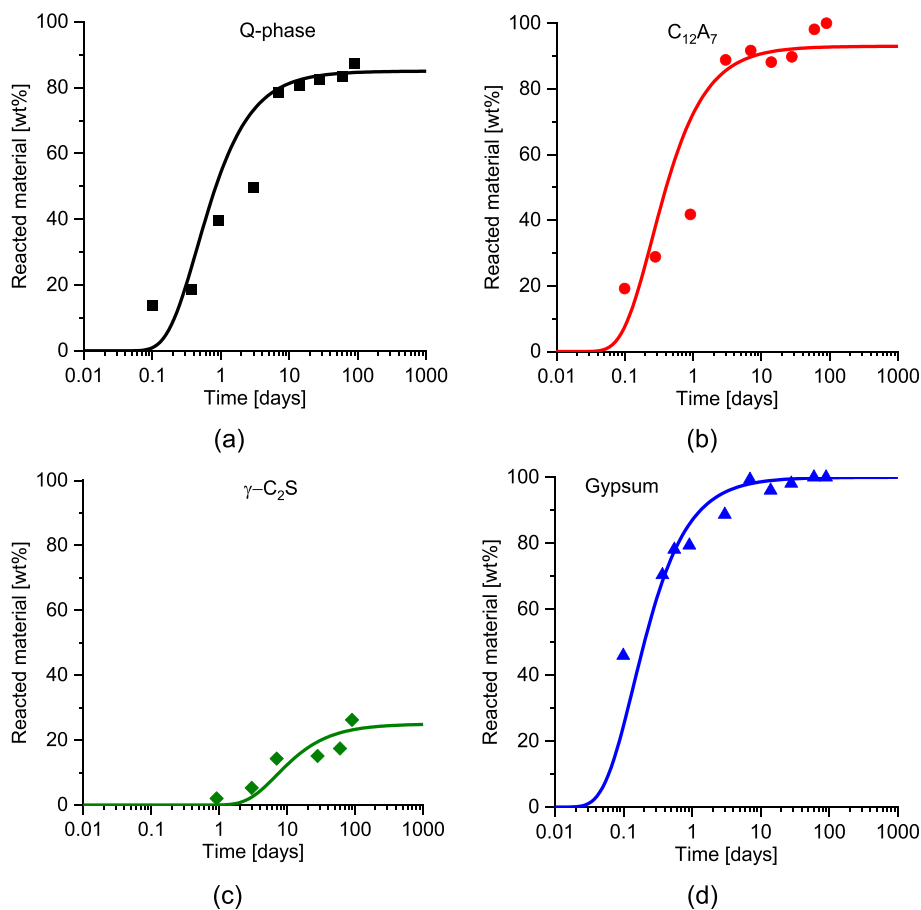 Q-phase
Reacted material [wt%]
100
80
60
40
20
0
0.01 0.1 1 10 100 1000
Time [days]
(a)
C12A7
Reacted material [wt%]
100
80
60
40
20
0
0.01 0.1 1 10 100 1000
Time [days]
(b)
γ−C2S
Reacted material [wt%]
100
80
60
40
20
0
0.01 0.1 1 10 100 1000
Time [days]
(c)
Gypsum
Reacted material [wt%]
100
80
60
40
20
0
0.01 0.1 1 10 100 1000
Time [days]
(d)